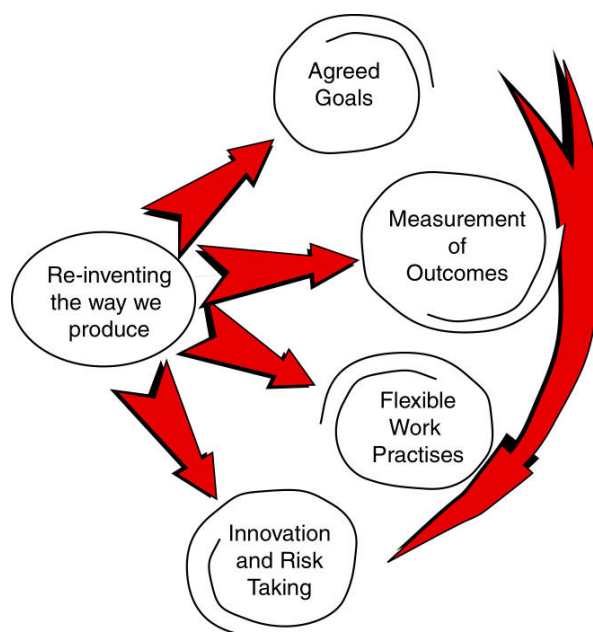 Agreed
Goals
Measurement
of
Outcomes
Re-inventing
the way we
produce
Flexible
Work
Practises
Innovation
and Risk
Taking